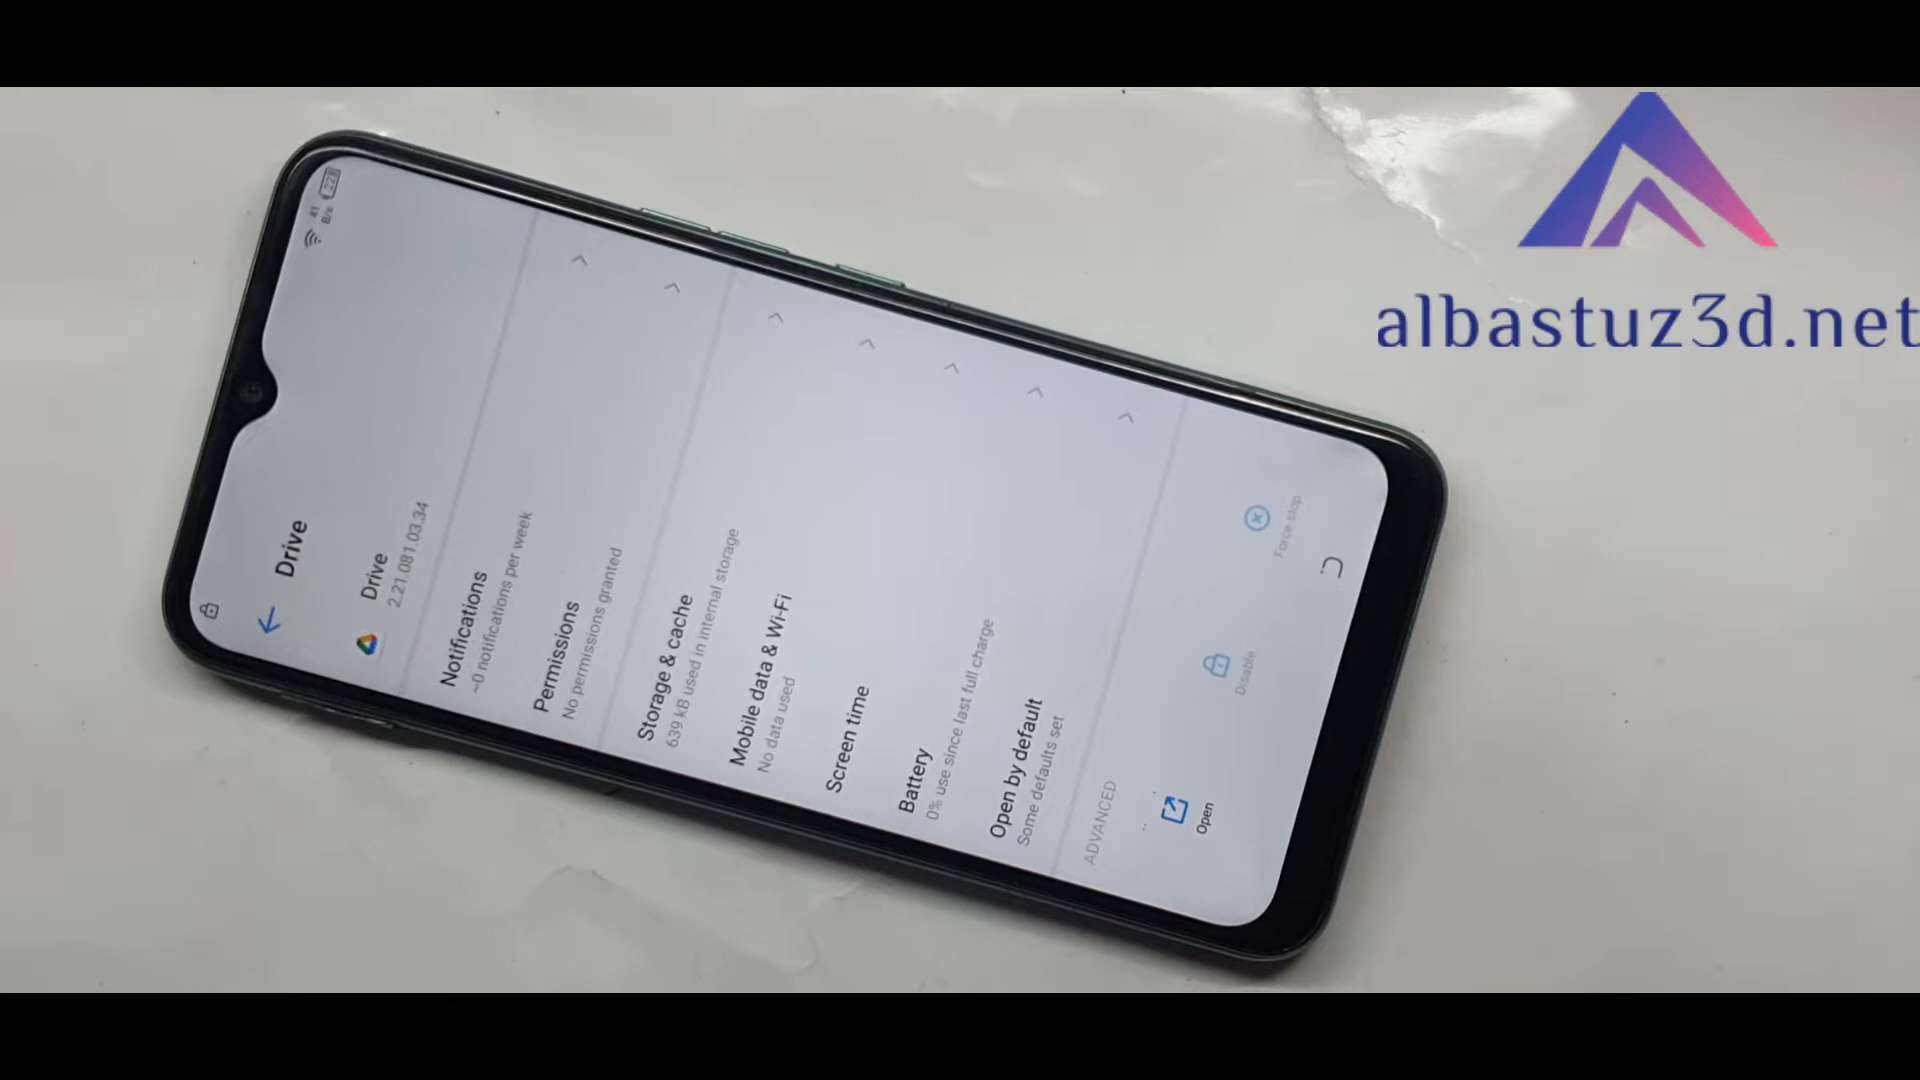 41
B/s
22
Drive
Drive
2.21.081.03.34
Notifications
~0 notifications per week
Permissions
No permissions granted
Storage & cache
639 kB used in internal storage
Mobile data & Wi-Fi
No data used
Screen time
Battery
0% use since last full charge
Open by default
Some defaults set
ADVANCED
Open
Disable
Force stop
albastuz3d.net